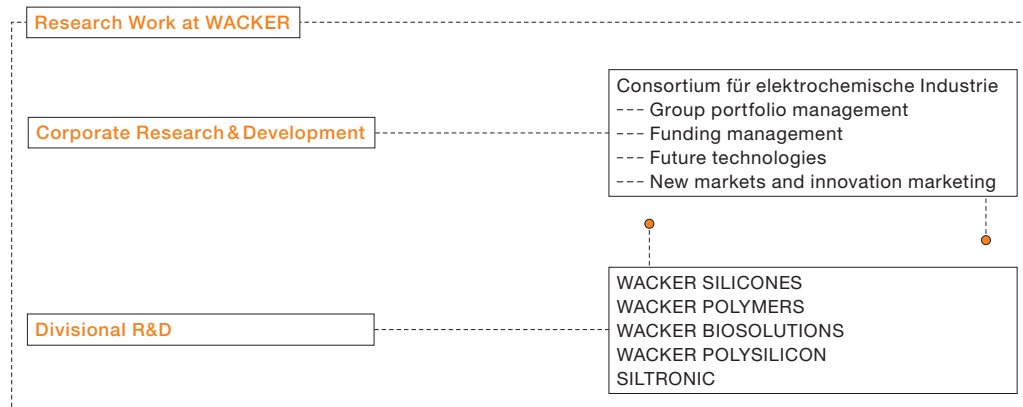 Research Work at WACKER
Consortium für elektrochemische Industrie
--- Group portfolio management
Corporate Research & Development
--- Funding management
--- Future technologies
--- New markets and innovation marketing
WACKER SILICONES
WACKER POLYMERS
Divisional R&D
WACKER BIOSOLUTIONS
WACKER POLYSILICON
SILTRONIC